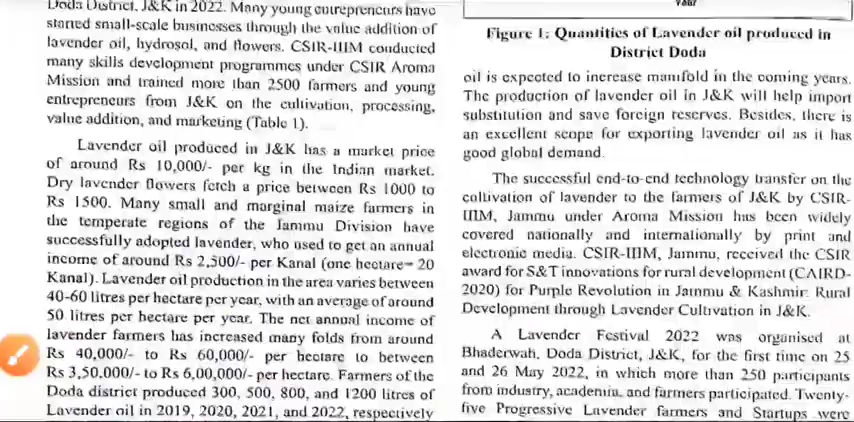 Doda District, J&K in 2022. Many young entrepreneurs have
started small-scale businesses through the value addition of
lavender oil, hydrosol, and flowers. CSIR-IIIM conducted
many skills development programmes under CSIR Aroma
Mission and trained more than 2500 farmers and young
entrepreneurs from J&K on the cultivation, processing,
value addition, and marketing (Table 1).
Lavender oil produced in J&K has a market price
of around Rs 10,000/- per kg in the Indian market.
Dry lavender flowers fetch a price between Rs 1000 to
Rs 1500. Many small and marginal maize farmers in
the temperate regions of the Jammu Division have
successfully adopted lavender, who used to get an annual
income of around Rs 2,500/- per Kanal (one hectare= 20
Kanal). Lavender oil production in the area varies between
40-60 litres per hectare per year, with an average of around
50 litres per hectare per year. The net annual income of
lavender farmers has increased many folds from around
Rs 40,000/- to Rs 60,000/- per hectare to between
Rs 3,50,000/- to Rs 6,00,000/- per hectare. Farmers of the
Doda district produced 300, 500, 800, and 1200 litres of
Lavender oil in 2019, 2020, 2021, and 2022, respectively
Year
Figure 1: Quantities of Lavender oil produced in
District Doda
oil is expected to increase manifold in the coming years.
The production of lavender oil in J&K will help import
substitution and save foreign reserves. Besides, there is
an excellent scope for exporting lavender oil as it has
good global demand.
The successful end-to-end technology transfer on the
cultivation of lavender to the farmers of J&K by CSIR-
IIIM, Jammu under Aroma Mission has been widely
covered nationally and internationally by print and
electronic media. CSIR-IIIM, Jammu, received the CSIR
award for S&T innovations for rural development (CAIRD-
2020) for Purple Revolution in Jammu & Kashmir: Rural
Development through Lavender Cultivation in J&K.
A Lavender Festival 2022 was organised at
Bhaderwah, Doda District, J&K, for the first time on 25
and 26 May 2022, in which more than 250 participants
from industry, academia, and farmers participated. Twenty-
five Progressive Lavender farmers and Startups were